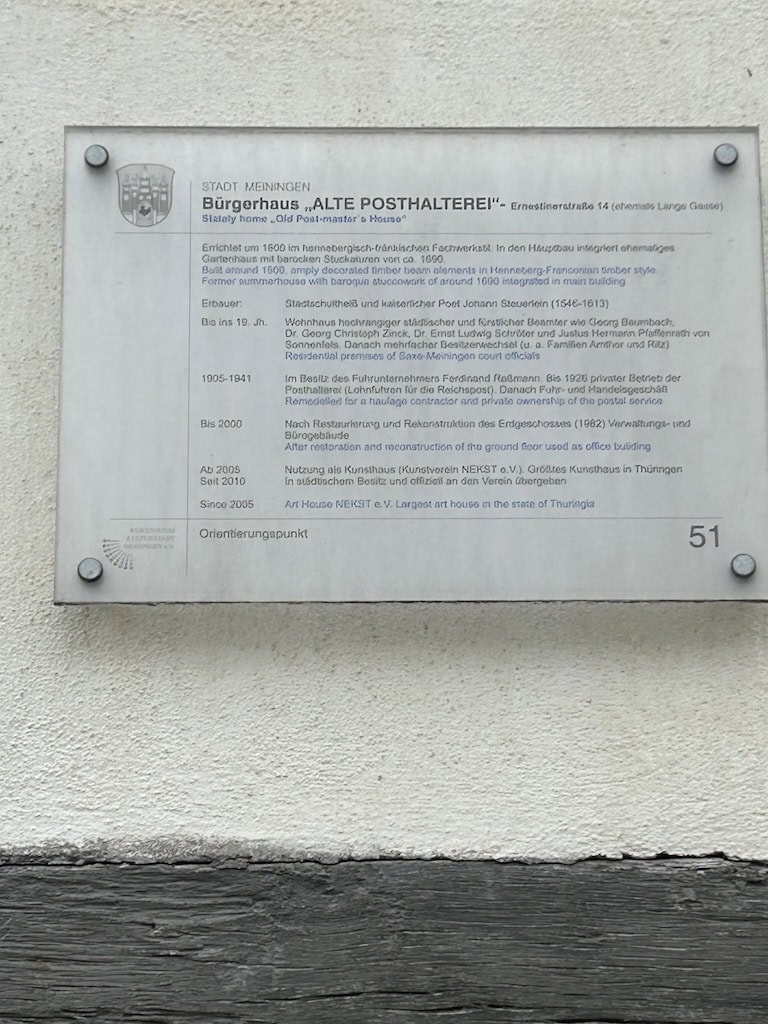 STADT MEININGEN
Bürgerhaus „ALTE POSTHALTEREI"- Ernestinerstraße 14 (ehemals Lange Gasse)
Stately home „Old Post-master´s House"
Errichtet um 1600 im hennebergisch-fränkischen Fachwerkstil. In den Hauptbau integriert ehemaliges
Gartenhaus mit barocken Stuckaturen von ca. 1690.
Built around 1600, amply decorated timber beam elements in Henneberg-Franconian timber style.
Former summerhouse with baroque stuccowork of around 1690 integrated in main building
Erbauer: Stadtschultheiß und kaiserlicher Poet Johann Steuerlein (1546-1613)
Bis ins 19. Jh. Wohnhaus hochrangiger städtischer und fürstlicher Beamter wie Georg Baumbach,
Dr. Georg Christoph Zinck, Dr. Ernst Ludwig Schröter und Justus Hermann Pfaffenrath von
Sonnenfels. Danach mehrfacher Besitzerwechsel (u. a. Familien Amthor und Ritz)
Residential premises of Saxe-Meiningen court officials
1905-1941 Im Besitz des Fuhrunternehmers Ferdinand Raßmann. Bis 1926 privater Betrieb der
Posthalterei (Lohnfuhren für die Reichspost). Danach Fuhr- und Handelsgeschäft
Remodelled for a haulage contractor and private ownership of the postal service
Bis 2000 Nach Restaurierung und Rekonstruktion des Erdgeschosses (1982) Verwaltungs- und
Bürogebäude
After restoration and reconstruction of the ground floor used as office building
Ab 2005 Nutzung als Kunsthaus (Kunstverein NEKST e.V.). Größtes Kunsthaus in Thüringen
Seit 2010 In städtischem Besitz und offiziell an den Verein übergeben
Since 2005 Art House NEKST e.V. Largest art house in the state of Thuringia
Orientierungspunkt 51